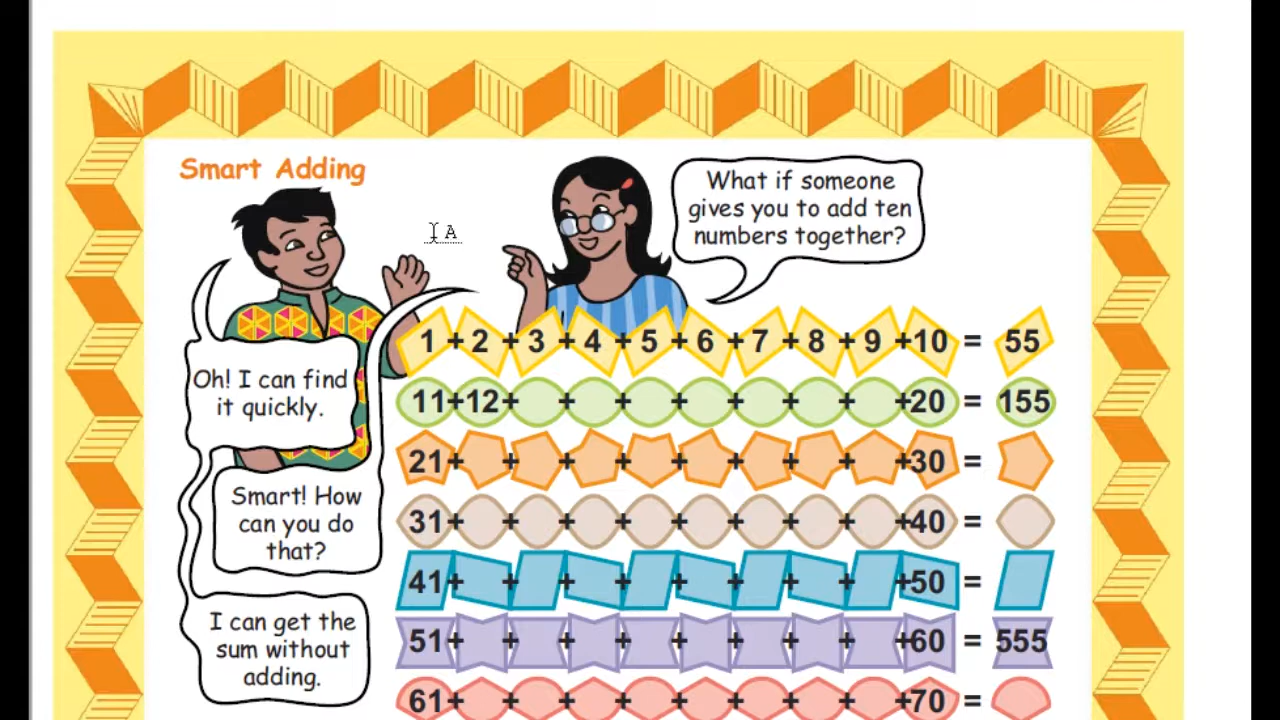 Smart Adding
What if someone
gives you to add ten
numbers together?
A
Oh! I can find
it quickly.
Smart! How
can you do
that?
I can get the
sum without
adding.
1 + 2 + 3 + 4 + 5 + 6 + 7 + 8 + 9 + 10 = 55
11 + 12 + + + + + + + + 20 = 155
21 + + + + + + + + + 30 =
31 + + + + + + + + + 40 =
41 + + + + + + + + + 50 =
51 + + + + + + + + + 60 = 555
61 + + + + + + + + + 70 =